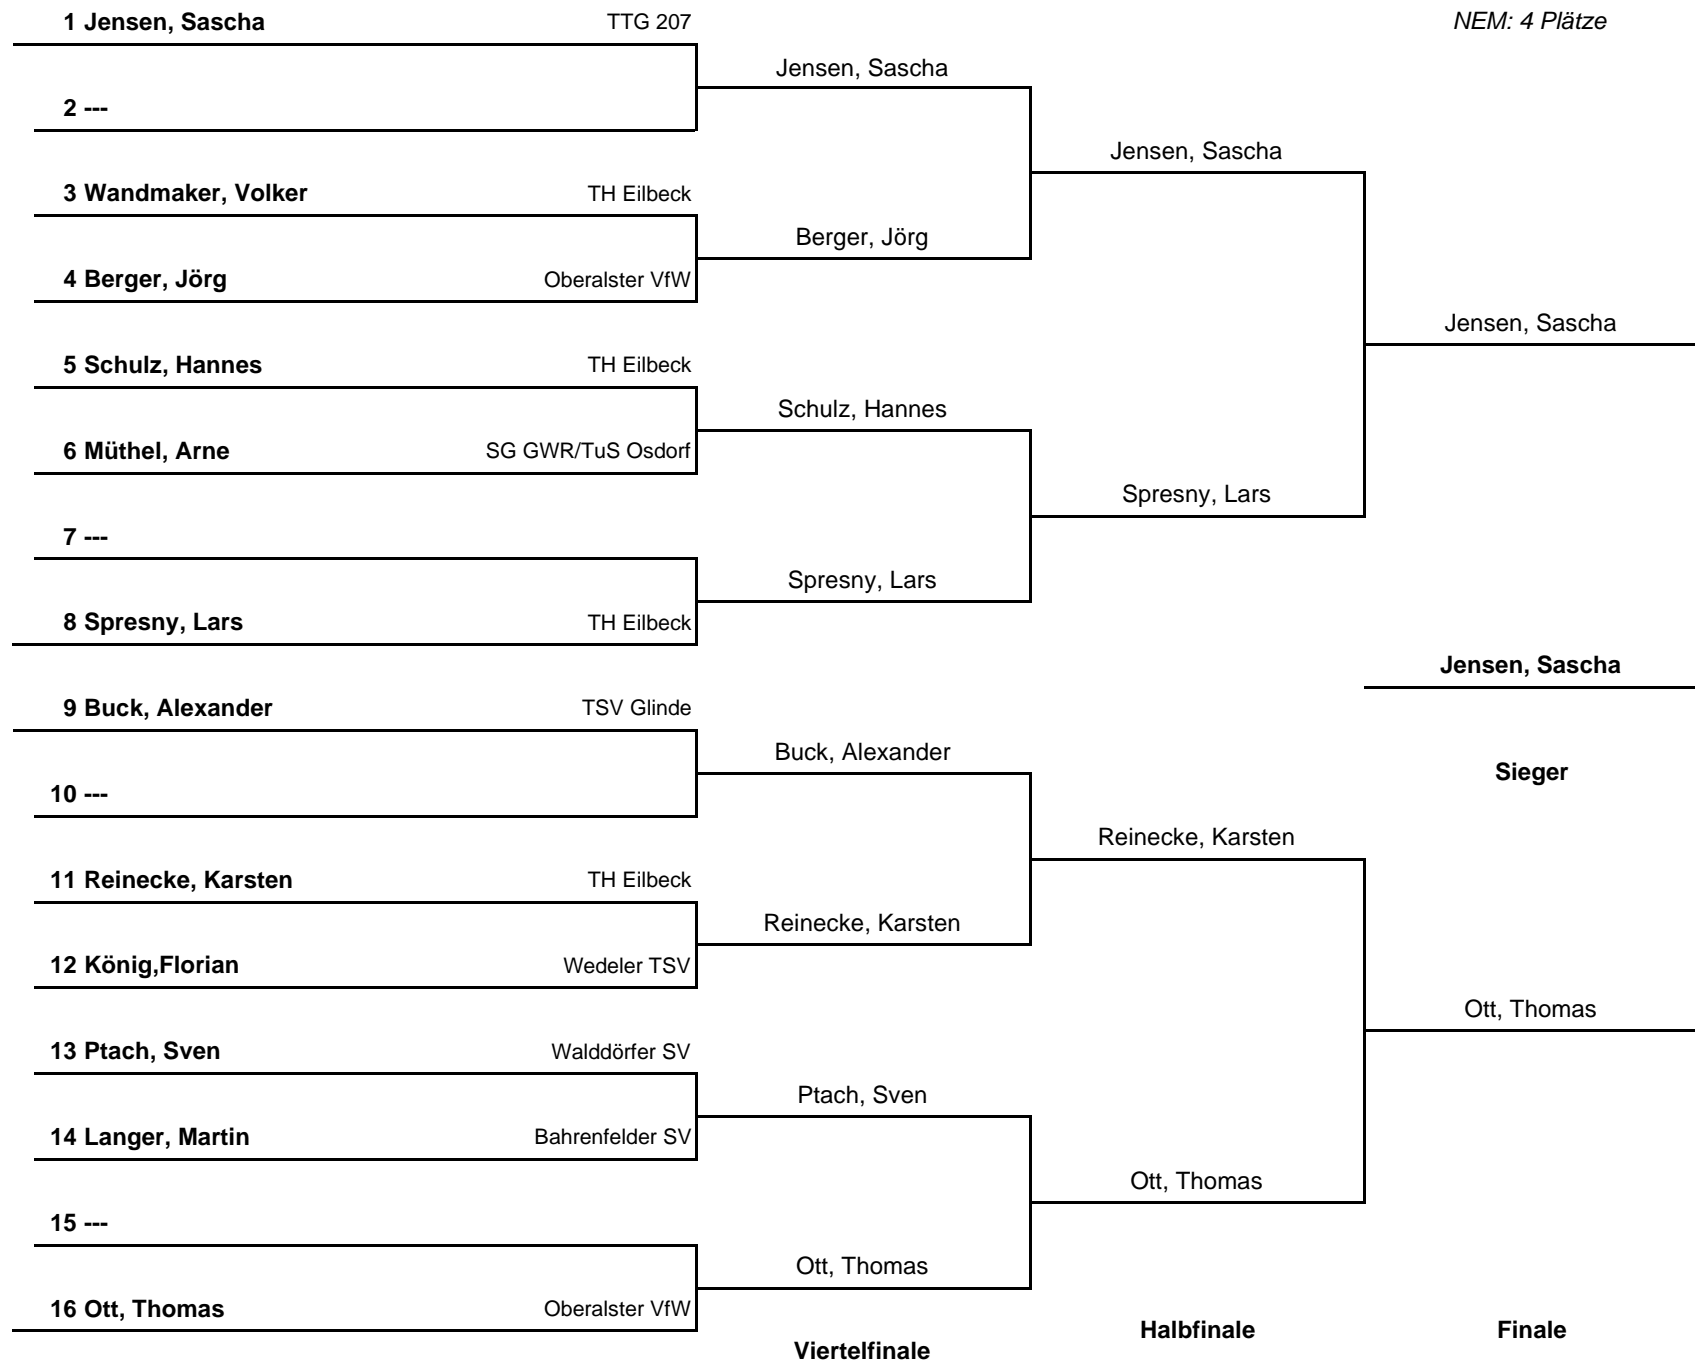 1 Jensen, Sascha TTG 207 NEM: 4 Plätze
Jensen, Sascha
2 ---
Jensen, Sascha
3 Wandmaker, Volker TH Eilbeck
Berger, Jörg
4 Berger, Jörg Oberalster VfW
Jensen, Sascha
5 Schulz, Hannes TH Eilbeck
Schulz, Hannes
6 Müthel, Arne SG GWR/TuS Osdorf
Spresny, Lars
7 ---
Spresny, Lars
8 Spresny, Lars TH Eilbeck
Jensen, Sascha
9 Buck, Alexander TSV Glinde
Buck, Alexander
Sieger
10 ---
Reinecke, Karsten
11 Reinecke, Karsten TH Eilbeck
Reinecke, Karsten
12 König,Florian Wedeler TSV
Ott, Thomas
13 Ptach, Sven Walddörfer SV
Ptach, Sven
14 Langer, Martin Bahrenfelder SV
Ott, Thomas
15 ---
Ott, Thomas
16 Ott, Thomas Oberalster VfW
Halbfinale Finale
Viertelfinale